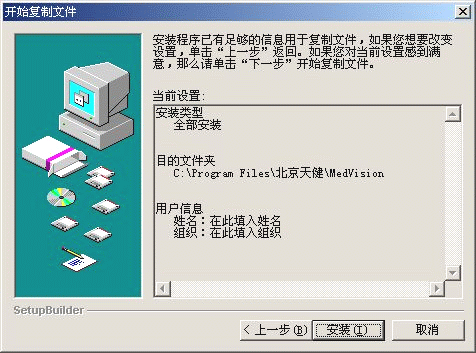 开始复制文件
安装程序已有足够的信息用于复制文件，如果您想要改变
设置，单击“上一步”返回。如果您对当前设置感到满
意，那么请单击“下一步”开始复制文件。
当前设置:
安装类型
全部安装
目的文件夹
C:\Program Files\北京天健\MedVision
用户信息
姓名：在此填入姓名
组织：在此填入组织
SetupBuilder
< 上一步(B)
安装(I)
取消